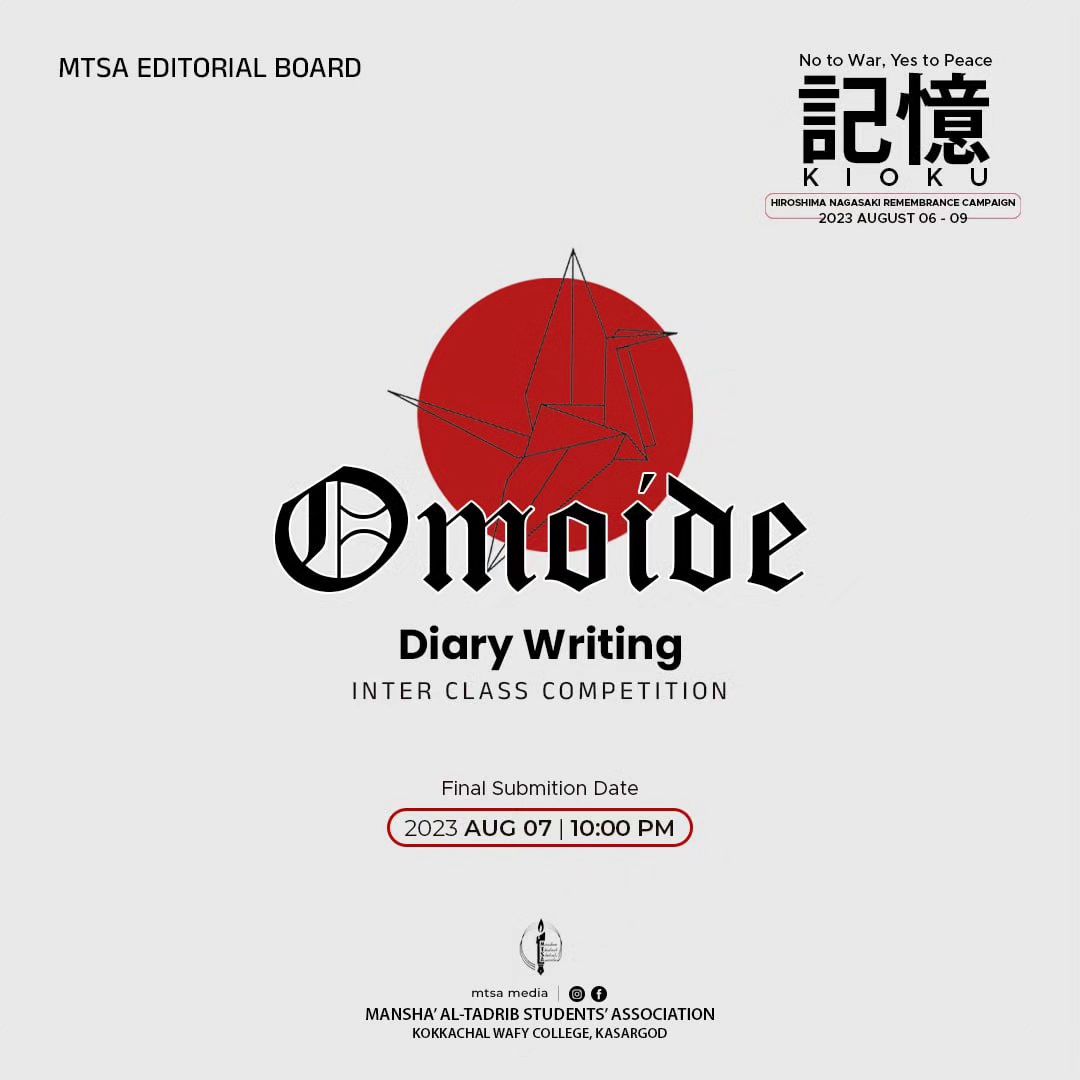 MTSA EDITORIAL BOARD
No to War, Yes to Peace
記憶
KIOKU
HIROSHIMA NAGASAKI REMEMBRANCE CAMPAIGN
2023 AUGUST 06 - 09
Omoide
Diary Writing
INTER CLASS COMPETITION
Final Submition Date
2023 AUG 07 | 10:00 PM
mtsa media
MANSHA' AL-TADRIB STUDENTS' ASSOCIATION
KOKKACHAL WAFY COLLEGE, KASARGOD